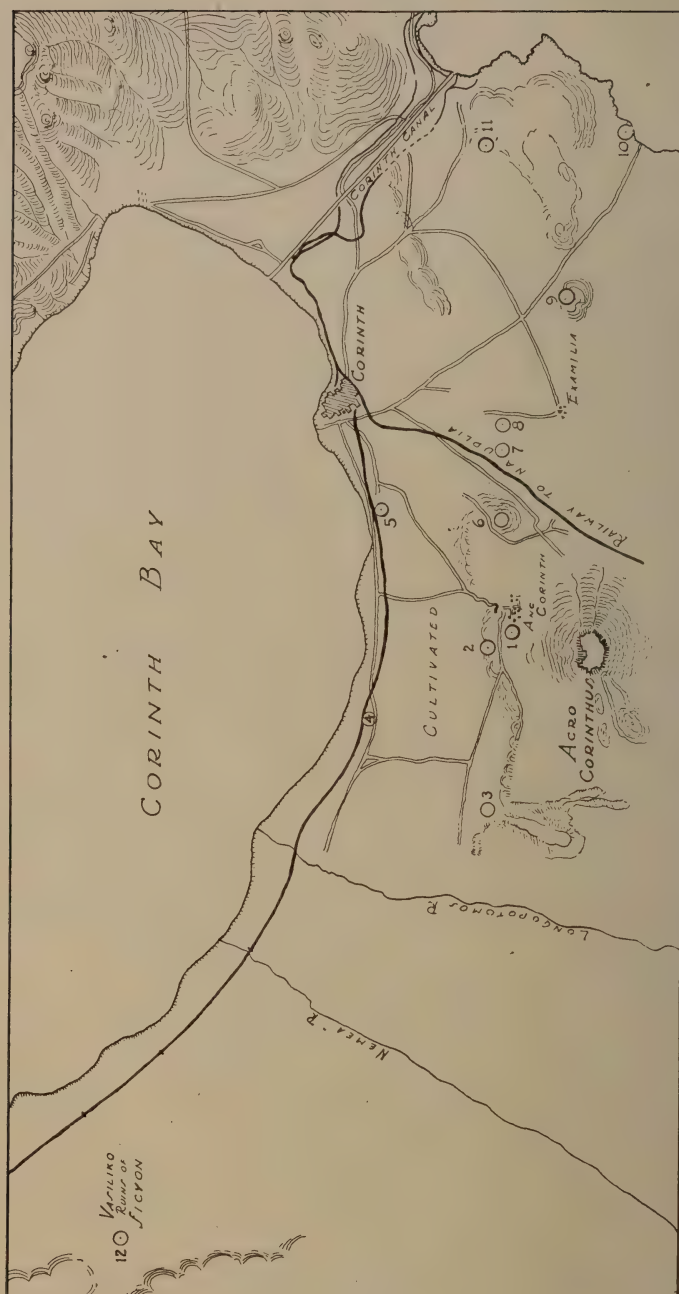 CORINTH BAY
CORINTH CANAL
11
10
9
CORINTH
EXAMILIA
8
7
RAILWAY TO NAUPLIA
5
6
CULTIVATED
ANC
CORINTH
1
2
ACRO
CORINTHUS
4
3
LONGOPOTOMOS R
NEMEA R
VASILIKO
RUINS OF
SICYON
12